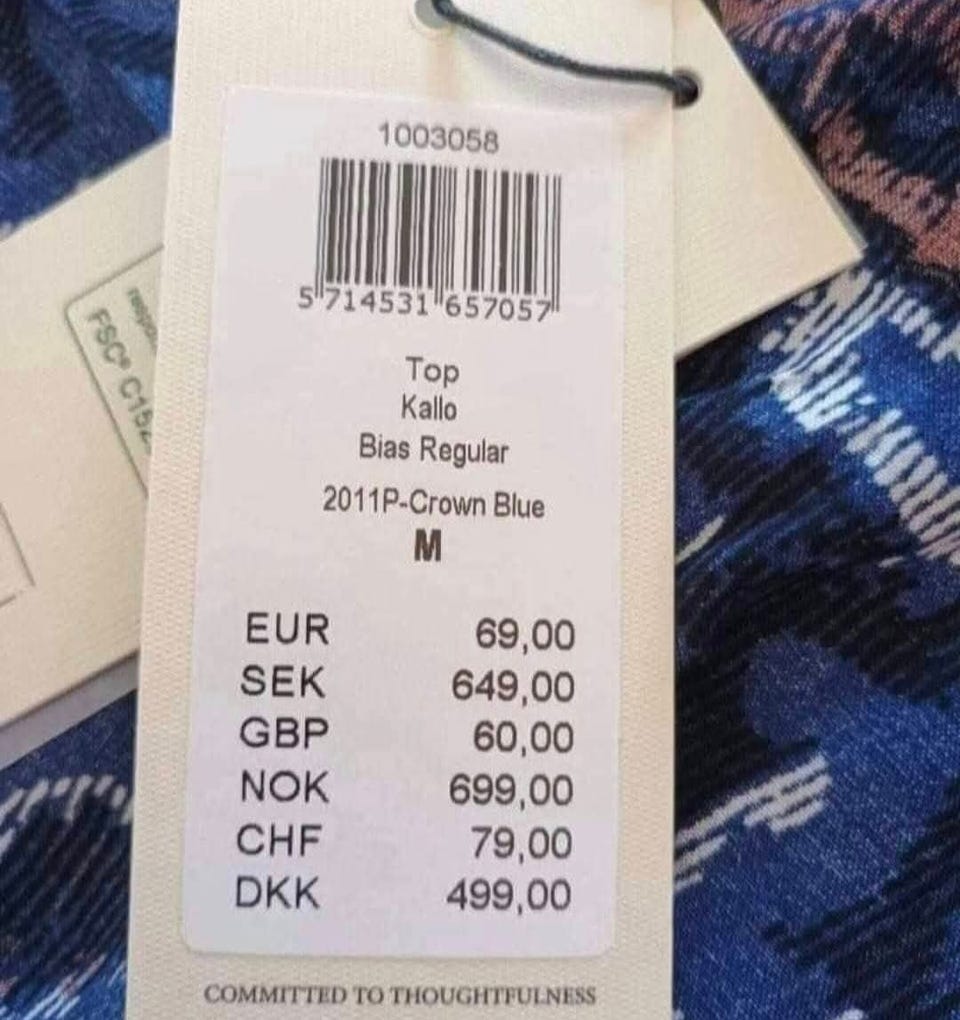 1003058
5 714531 657057
Top
Kallo
Bias Regular
2011P-Crown Blue
M
EUR 69,00
SEK 649,00
GBP 60,00
NOK 699,00
CHF 79,00
DKK 499,00
COMMITTED TO THOUGHTFULNESS
FSC®